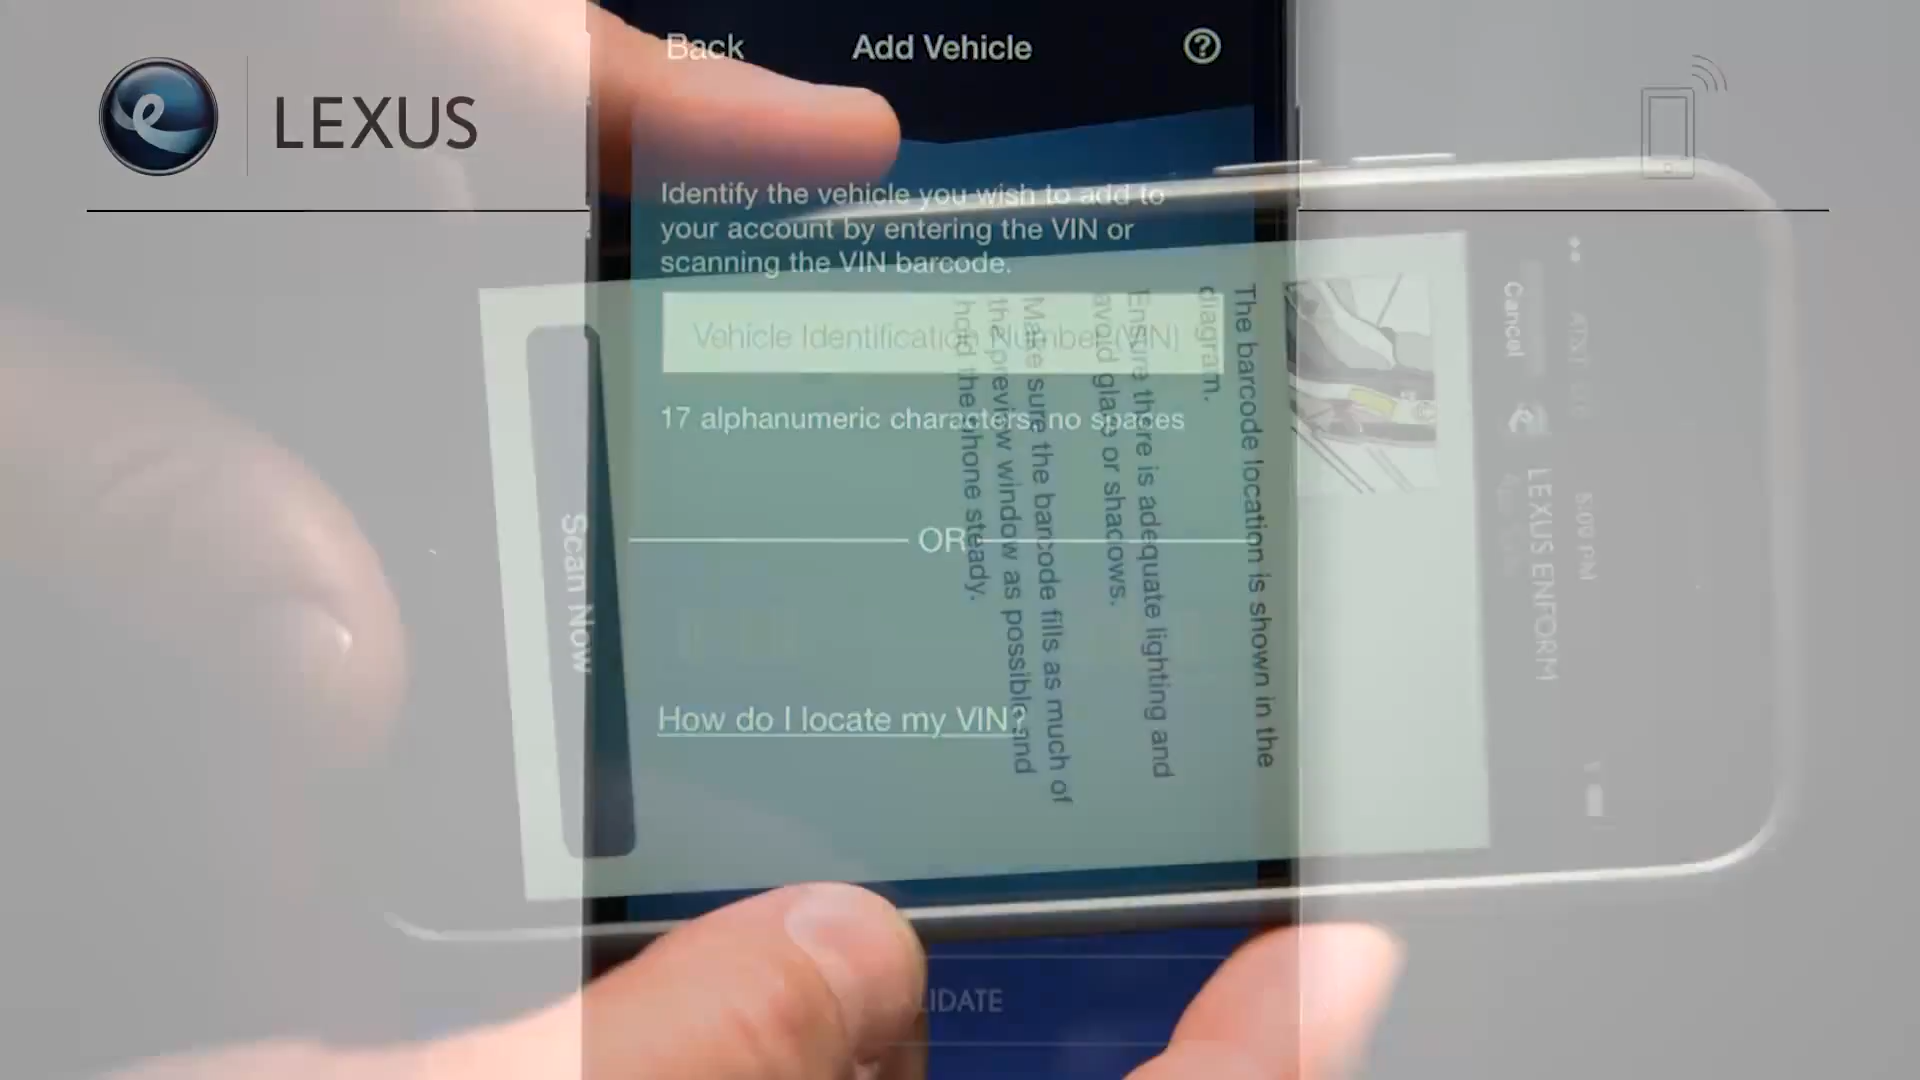 LEXUS
Back
Add Vehicle
Identify the vehicle you wish to add to
your account by entering the VIN or
scanning the VIN barcode.
Vehicle Identification Number (VIN)
17 alphanumeric characters, no spaces
OR
How do I locate my VIN?
Cancel
LEXUS ENFORM
5:09 PM
The barcode location is shown in the
diagram.
Ensure there is adequate lighting and
avoid glare or shadows.
Make sure the barcode fills as much of
the preview window as possible and
hold the phone steady.
Scan Now